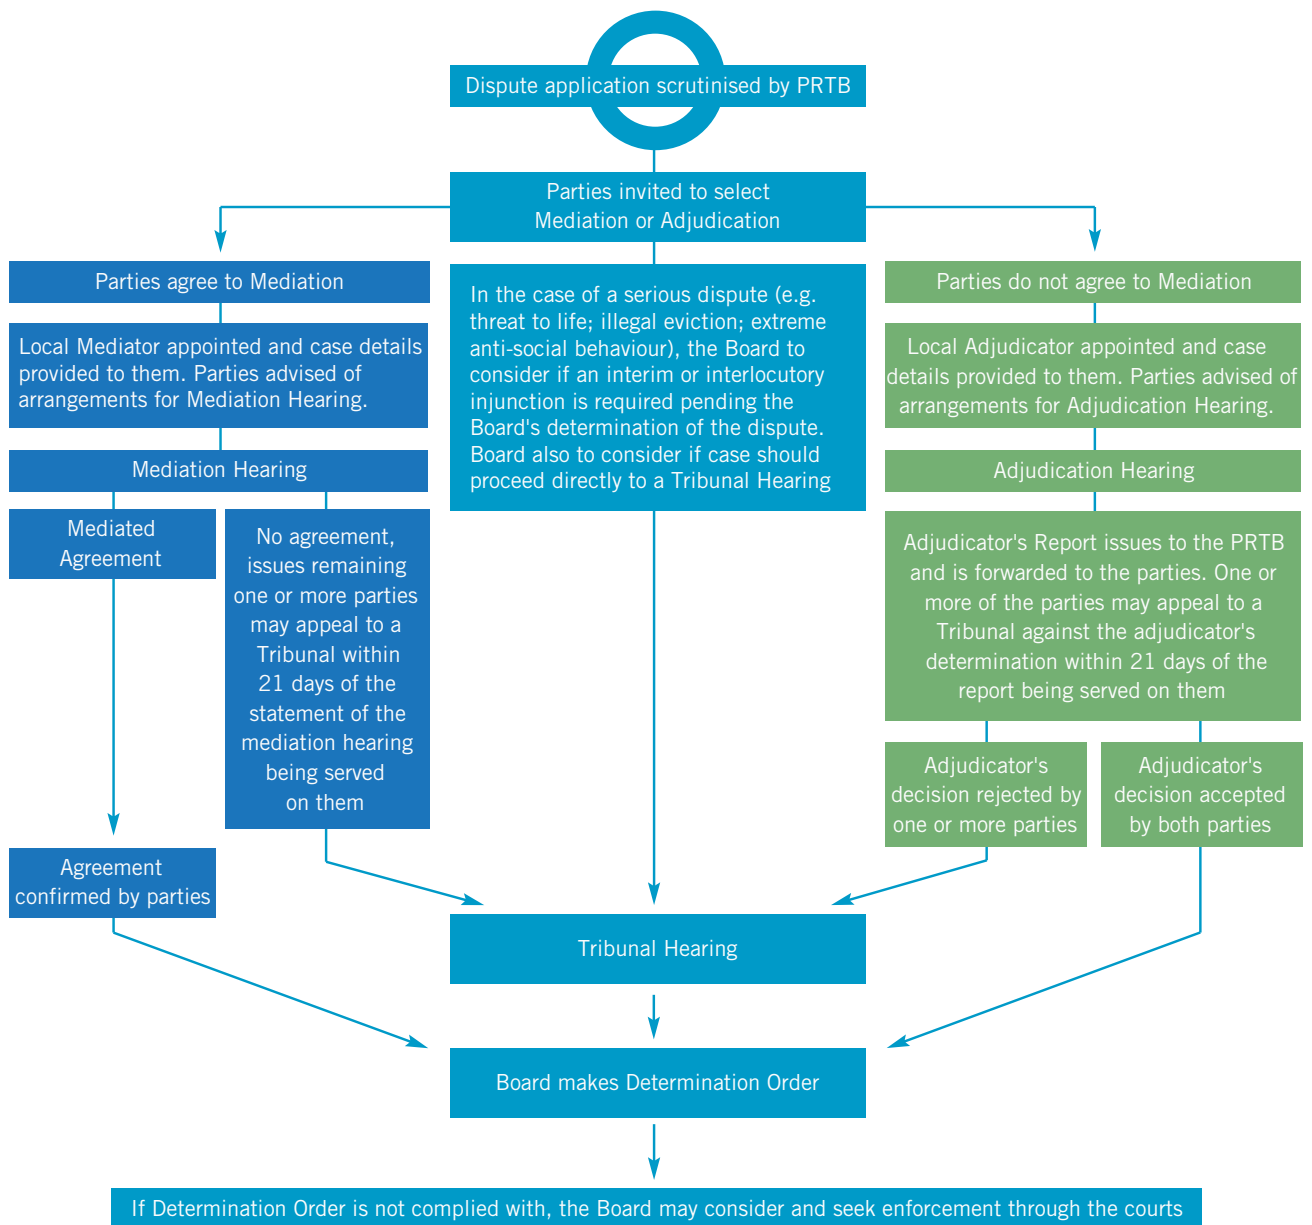 Dispute application scrutinised by PRTB
Parties invited to select
Mediation or Adjudication
Parties agree to Mediation
Local Mediator appointed and case details
provided to them. Parties advised of
arrangements for Mediation Hearing.
Mediation Hearing
Mediated
Agreement
No agreement,
issues remaining
one or more parties
may appeal to a
Tribunal within
21 days of the
statement of the
mediation hearing
being served
on them
Agreement
confirmed by parties
In the case of a serious dispute (e.g.
threat to life; illegal eviction; extreme
anti-social behaviour), the Board to
consider if an interim or interlocutory
injunction is required pending the
Board's determination of the dispute.
Board also to consider if case should
proceed directly to a Tribunal Hearing
Parties do not agree to Mediation
Local Adjudicator appointed and case
details provided to them. Parties advised of
arrangements for Adjudication Hearing.
Adjudication Hearing
Adjudicator's Report issues to the PRTB
and is forwarded to the parties. One or
more of the parties may appeal to a
Tribunal against the adjudicator's
determination within 21 days of the
report being served on them
Adjudicator's
decision rejected by
one or more parties
Adjudicator's
decision accepted
by both parties
Tribunal Hearing
Board makes Determination Order
If Determination Order is not complied with, the Board may consider and seek enforcement through the courts